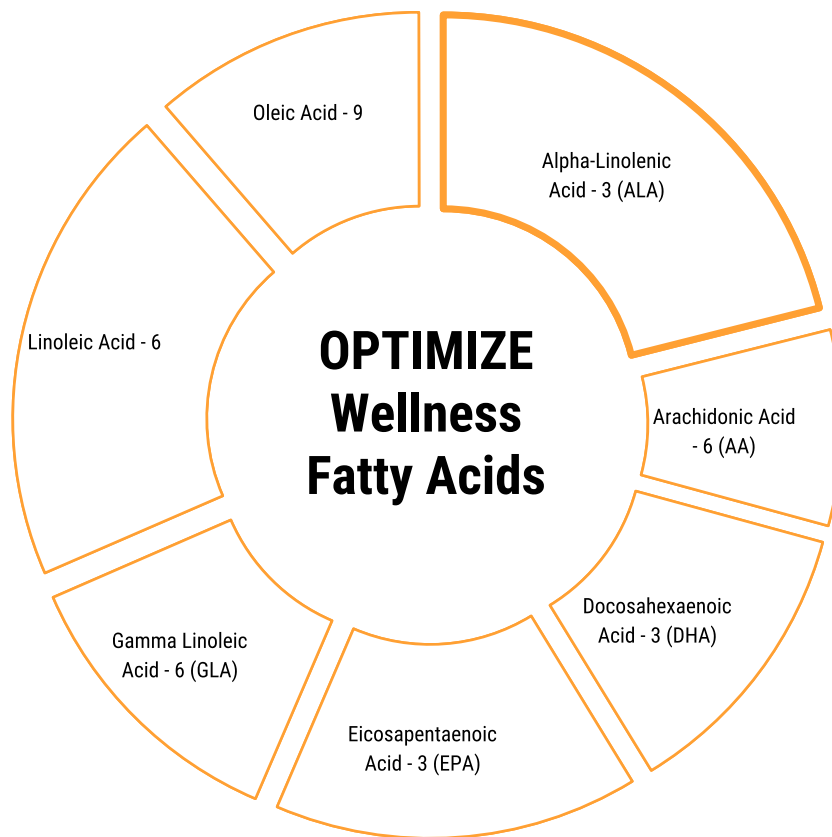 Oleic Acid - 9
Alpha-Linolenic
Acid - 3 (ALA)
Linoleic Acid - 6
OPTIMIZE
Wellness
Fatty Acids
Arachidonic Acid
- 6 (AA)
Docosahexaenoic
Acid - 3 (DHA)
Gamma Linoleic
Acid - 6 (GLA)
Eicosapentaenoic
Acid - 3 (EPA)